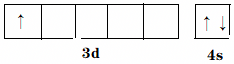 ↑ ↑ ↓
3d 4s